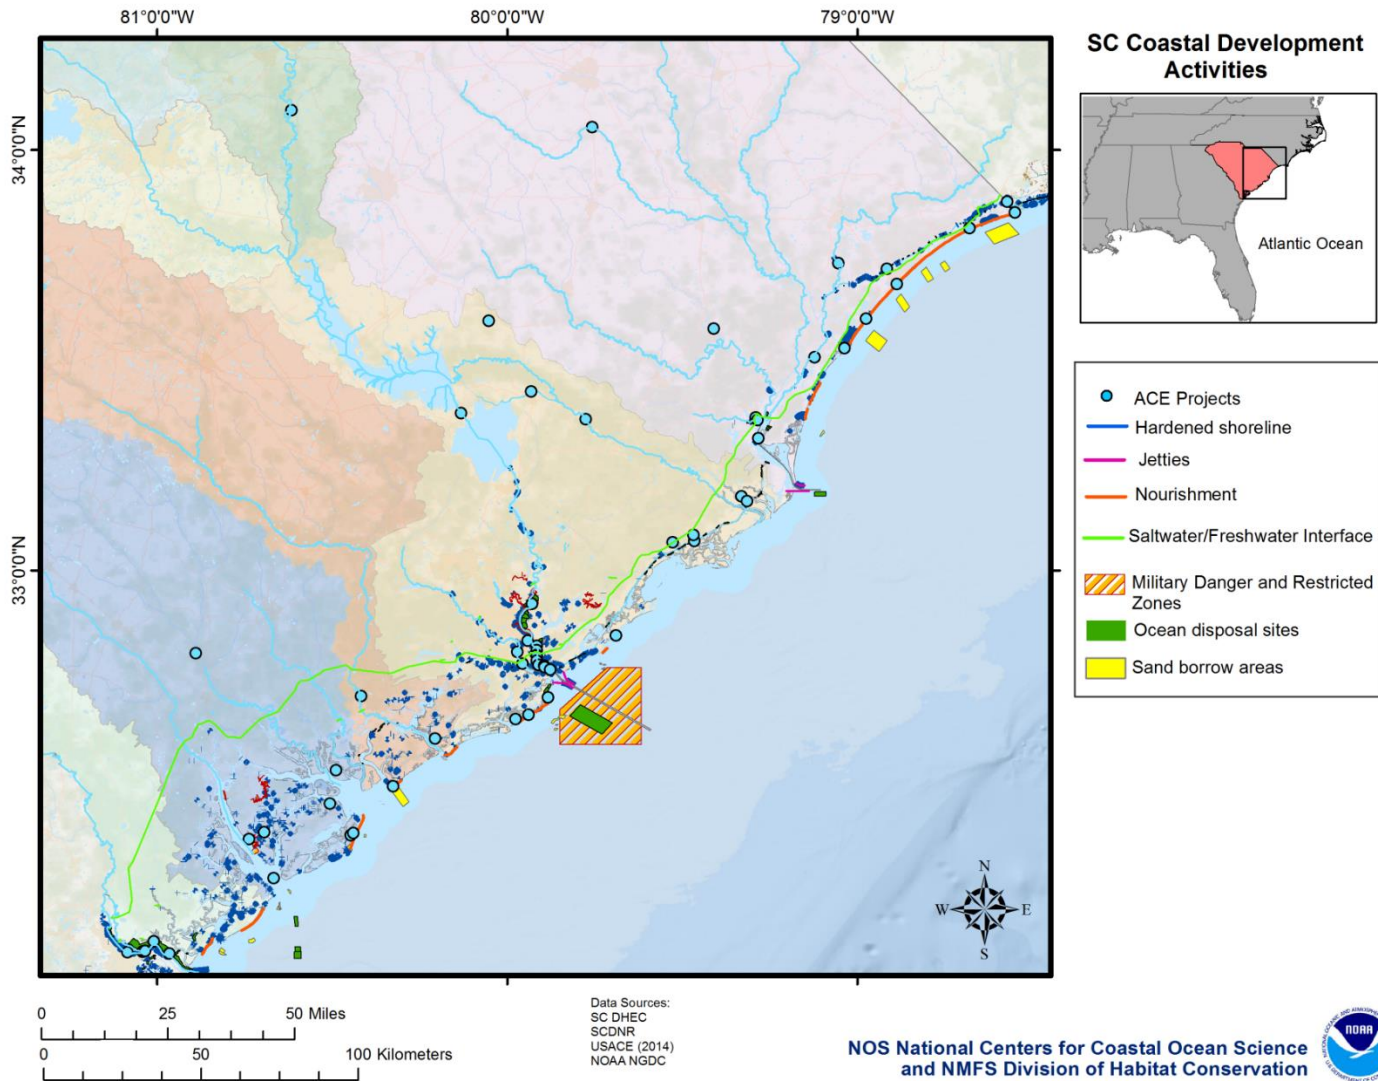 81°0'0"W
80°0'0"W
79°0'0"W
34°0'0"N
33°0'0"N
SC Coastal Development
Activities
Atlantic Ocean
ACE Projects
Hardened shoreline
Jetties
Nourishment
Saltwater/Freshwater Interface
Military Danger and Restricted
Zones
Ocean disposal sites
Sand borrow areas
N
W
E
S
0 25 50 Miles
0 50 100 Kilometers
Data Sources:
SC DHEC
SCDNR
USACE (2014)
NOAA NGDC
NOS National Centers for Coastal Ocean Science
and NMFS Division of Habitat Conservation
NOAA